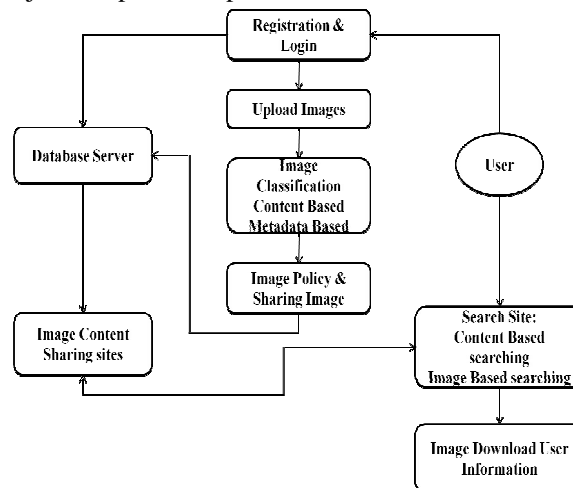 Registration &
Login
Upload Images
Database Server
Image
Classification
Content Based
Metadata Based
User
Image Policy &
Sharing Image
Image Content
Sharing sites
Search Site:
Content Based
searching
Image Based searching
Image Download User
Information